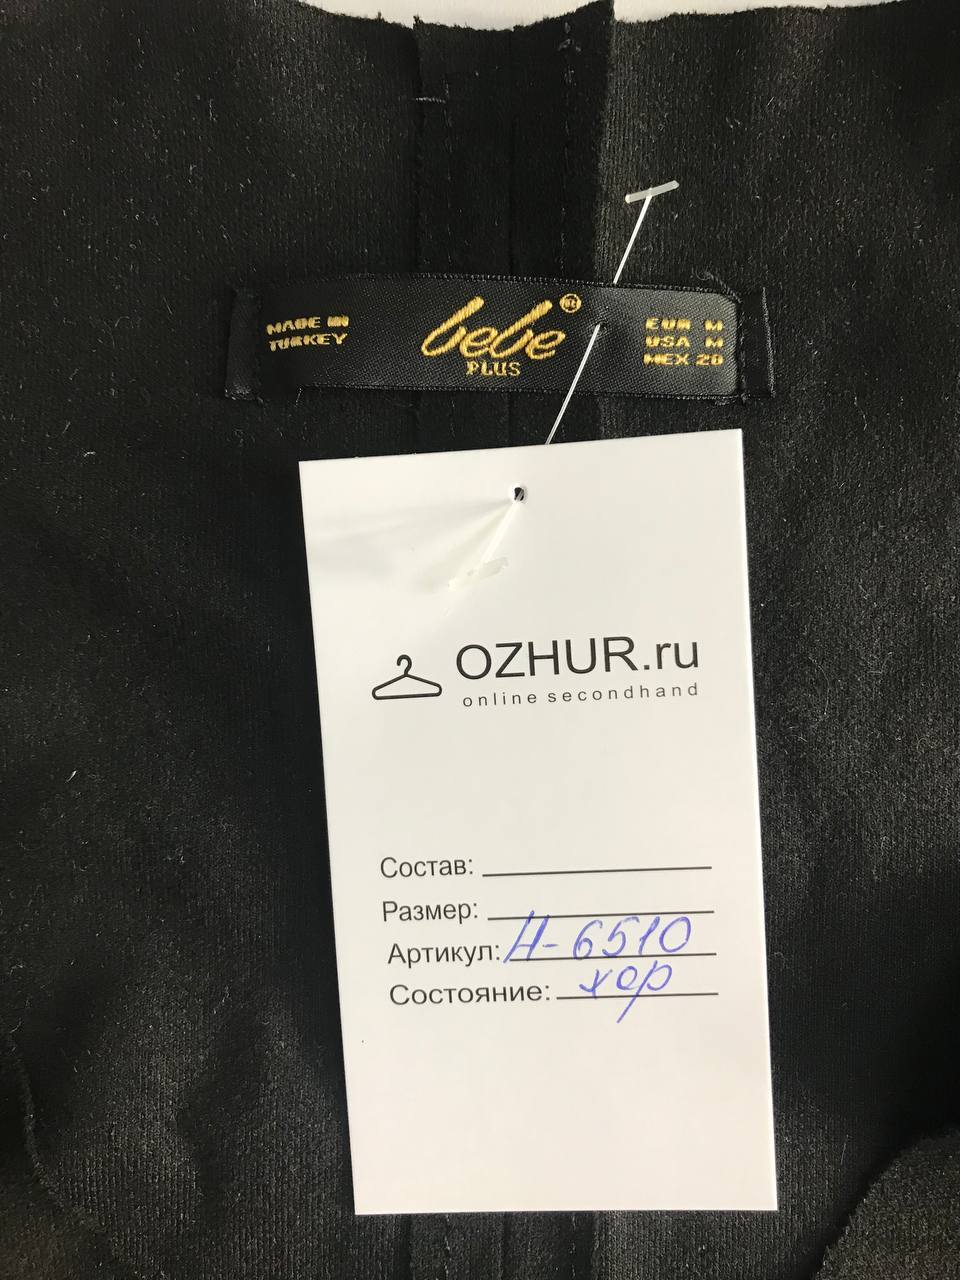 MADE IN
TURKEY
bebe®
PLUS
EUR M
USA M
MEX 28
OZHUR.ru
online secondhand
Состав:
Размер:
Артикул: Н-6510
Состояние: хор